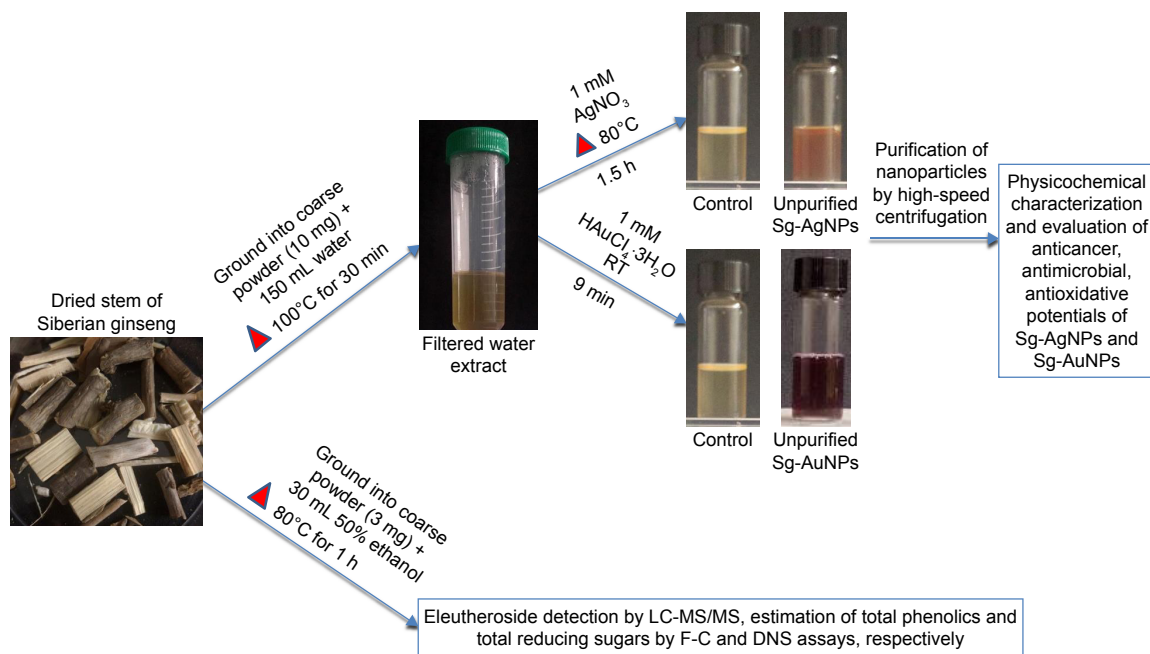 Dried stem of
Siberian ginseng
Ground into coarse
powder (10 mg) +
150 mL water
100°C for 30 min
Filtered water
extract
1 mM
AgNO3
80°C
1.5 h
1 mM
HAuCl4·3H2O
RT
9 min
Control
Unpurified
Sg-AgNPs
Control
Unpurified
Sg-AuNPs
Purification of
nanoparticles
by high-speed
centrifugation
Physicochemical
characterization
and evaluation of
anticancer,
antimicrobial,
antioxidative
potentials of
Sg-AgNPs and
Sg-AuNPs
Ground into coarse
powder (3 mg) +
30 mL 50% ethanol
80°C for 1 h
Eleutheroside detection by LC-MS/MS, estimation of total phenolics and
total reducing sugars by F-C and DNS assays, respectively